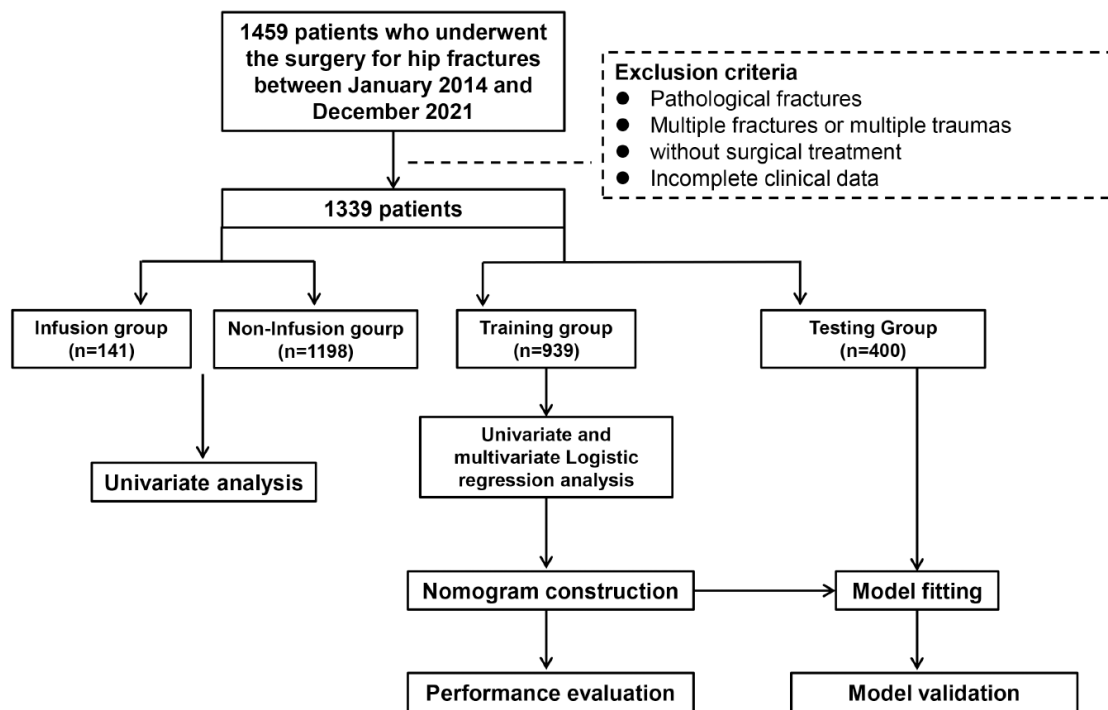 1459 patients who underwent
the surgery for hip fractures
between January 2014 and
December 2021
Exclusion criteria
● Pathological fractures
● Multiple fractures or multiple traumas
● without surgical treatment
● Incomplete clinical data
1339 patients
Infusion group
(n=141)
Non-Infusion gourp
(n=1198)
Training group
(n=939)
Testing Group
(n=400)
Univariate and
multivariate Logistic
regression analysis
Univariate analysis
Nomogram construction
Model fitting
Performance evaluation
Model validation